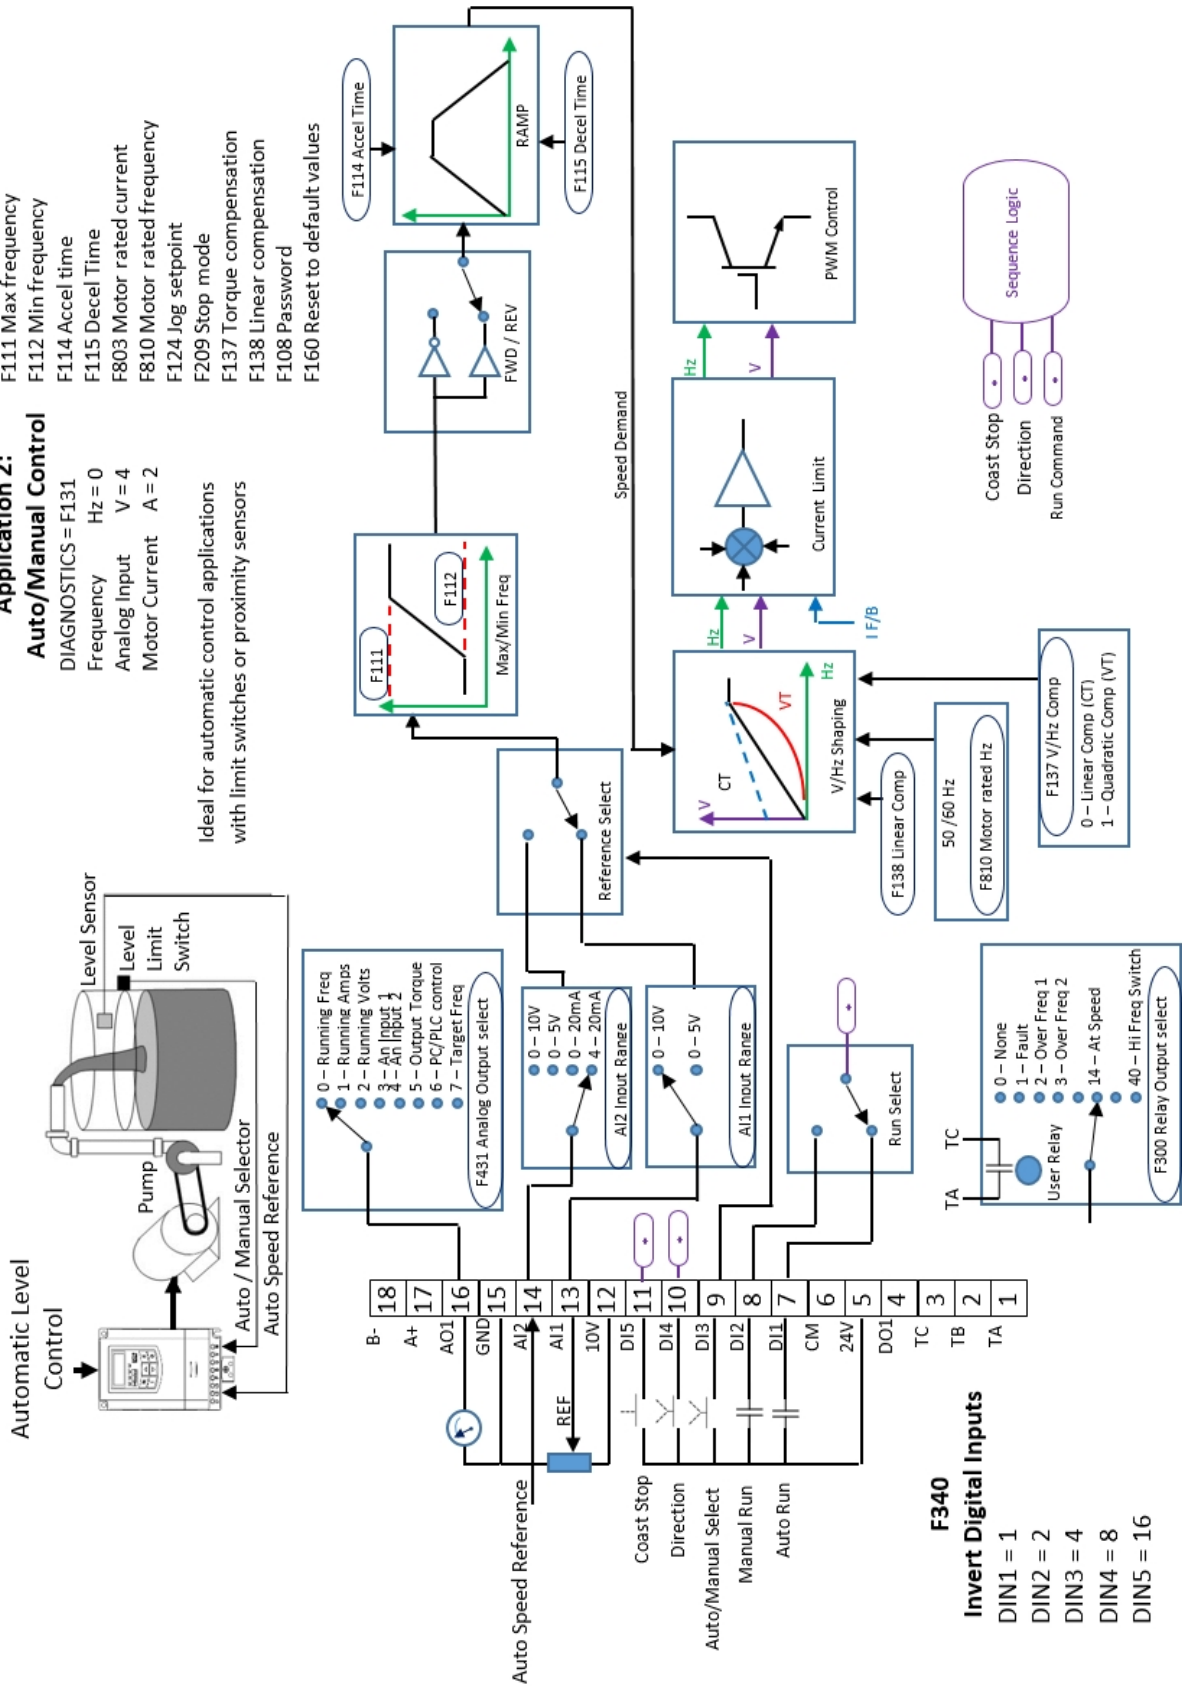 Application 2:
Auto/Manual Control
DIAGNOSTICS = F131
Frequency Hz = 0
Analog Input V = 4
Motor Current A = 2
Ideal for automatic control applications
with limit switches or proximity sensors
F111 Max frequency
F112 Min frequency
F114 Accel time
F115 Decel Time
F803 Motor rated current
F810 Motor rated frequency
F124 Jog setpoint
F209 Stop mode
F137 Torque compensation
F138 Linear compensation
F108 Password
F160 Reset to default values
Automatic Level
Control
Pump
Level Sensor
Level
Limit
Switch
Auto / Manual Selector
Auto Speed Reference
0 – Running Freq
1 – Running Amps
2 – Running Volts
3 – An Input 1
4 – An Input 2
5 – Output Torque
6 – PC/PLC control
7 – Target Freq
F431 Analog Output select
0 – 10V
0 – 5V
0 – 20mA
4 – 20mA
AI2 Input Range
0 – 10V
0 – 5V
AI1 Input Range
Reference Select
F111
F112
Max/Min Freq
FWD / REV
F114 Accel Time
RAMP
F115 Decel Time
Speed Demand
B-
18
A+
17
AO1
16
GND
15
AI2
14
AI1
13
10V
12
DI5
11
DI4
10
DI3
9
DI2
8
DI1
7
CM
6
24V
5
DO1
4
TC
3
TB
2
TA
1
REF
Auto Speed Reference
Coast Stop
Direction
Auto/Manual Select
Manual Run
Auto Run
Run Select
V
CT
VT
Hz
V/Hz Shaping
Hz
V
I F/B
Current Limit
Hz
V
PWM Control
F138 Linear Comp
50 /60 Hz
F810 Motor rated Hz
F137 V/Hz Comp
0 – Linear Comp (CT)
1 – Quadratic Comp (VT)
Coast Stop
Direction
Run Command
Sequence Logic
TA
TC
User Relay
0 – None
1 – Fault
2 – Over Freq 1
3 – Over Freq 2
14 – At Speed
40 – Hi Freq Switch
F300 Relay Output select
F340
Invert Digital Inputs
DIN1 = 1
DIN2 = 2
DIN3 = 4
DIN4 = 8
DIN5 = 16